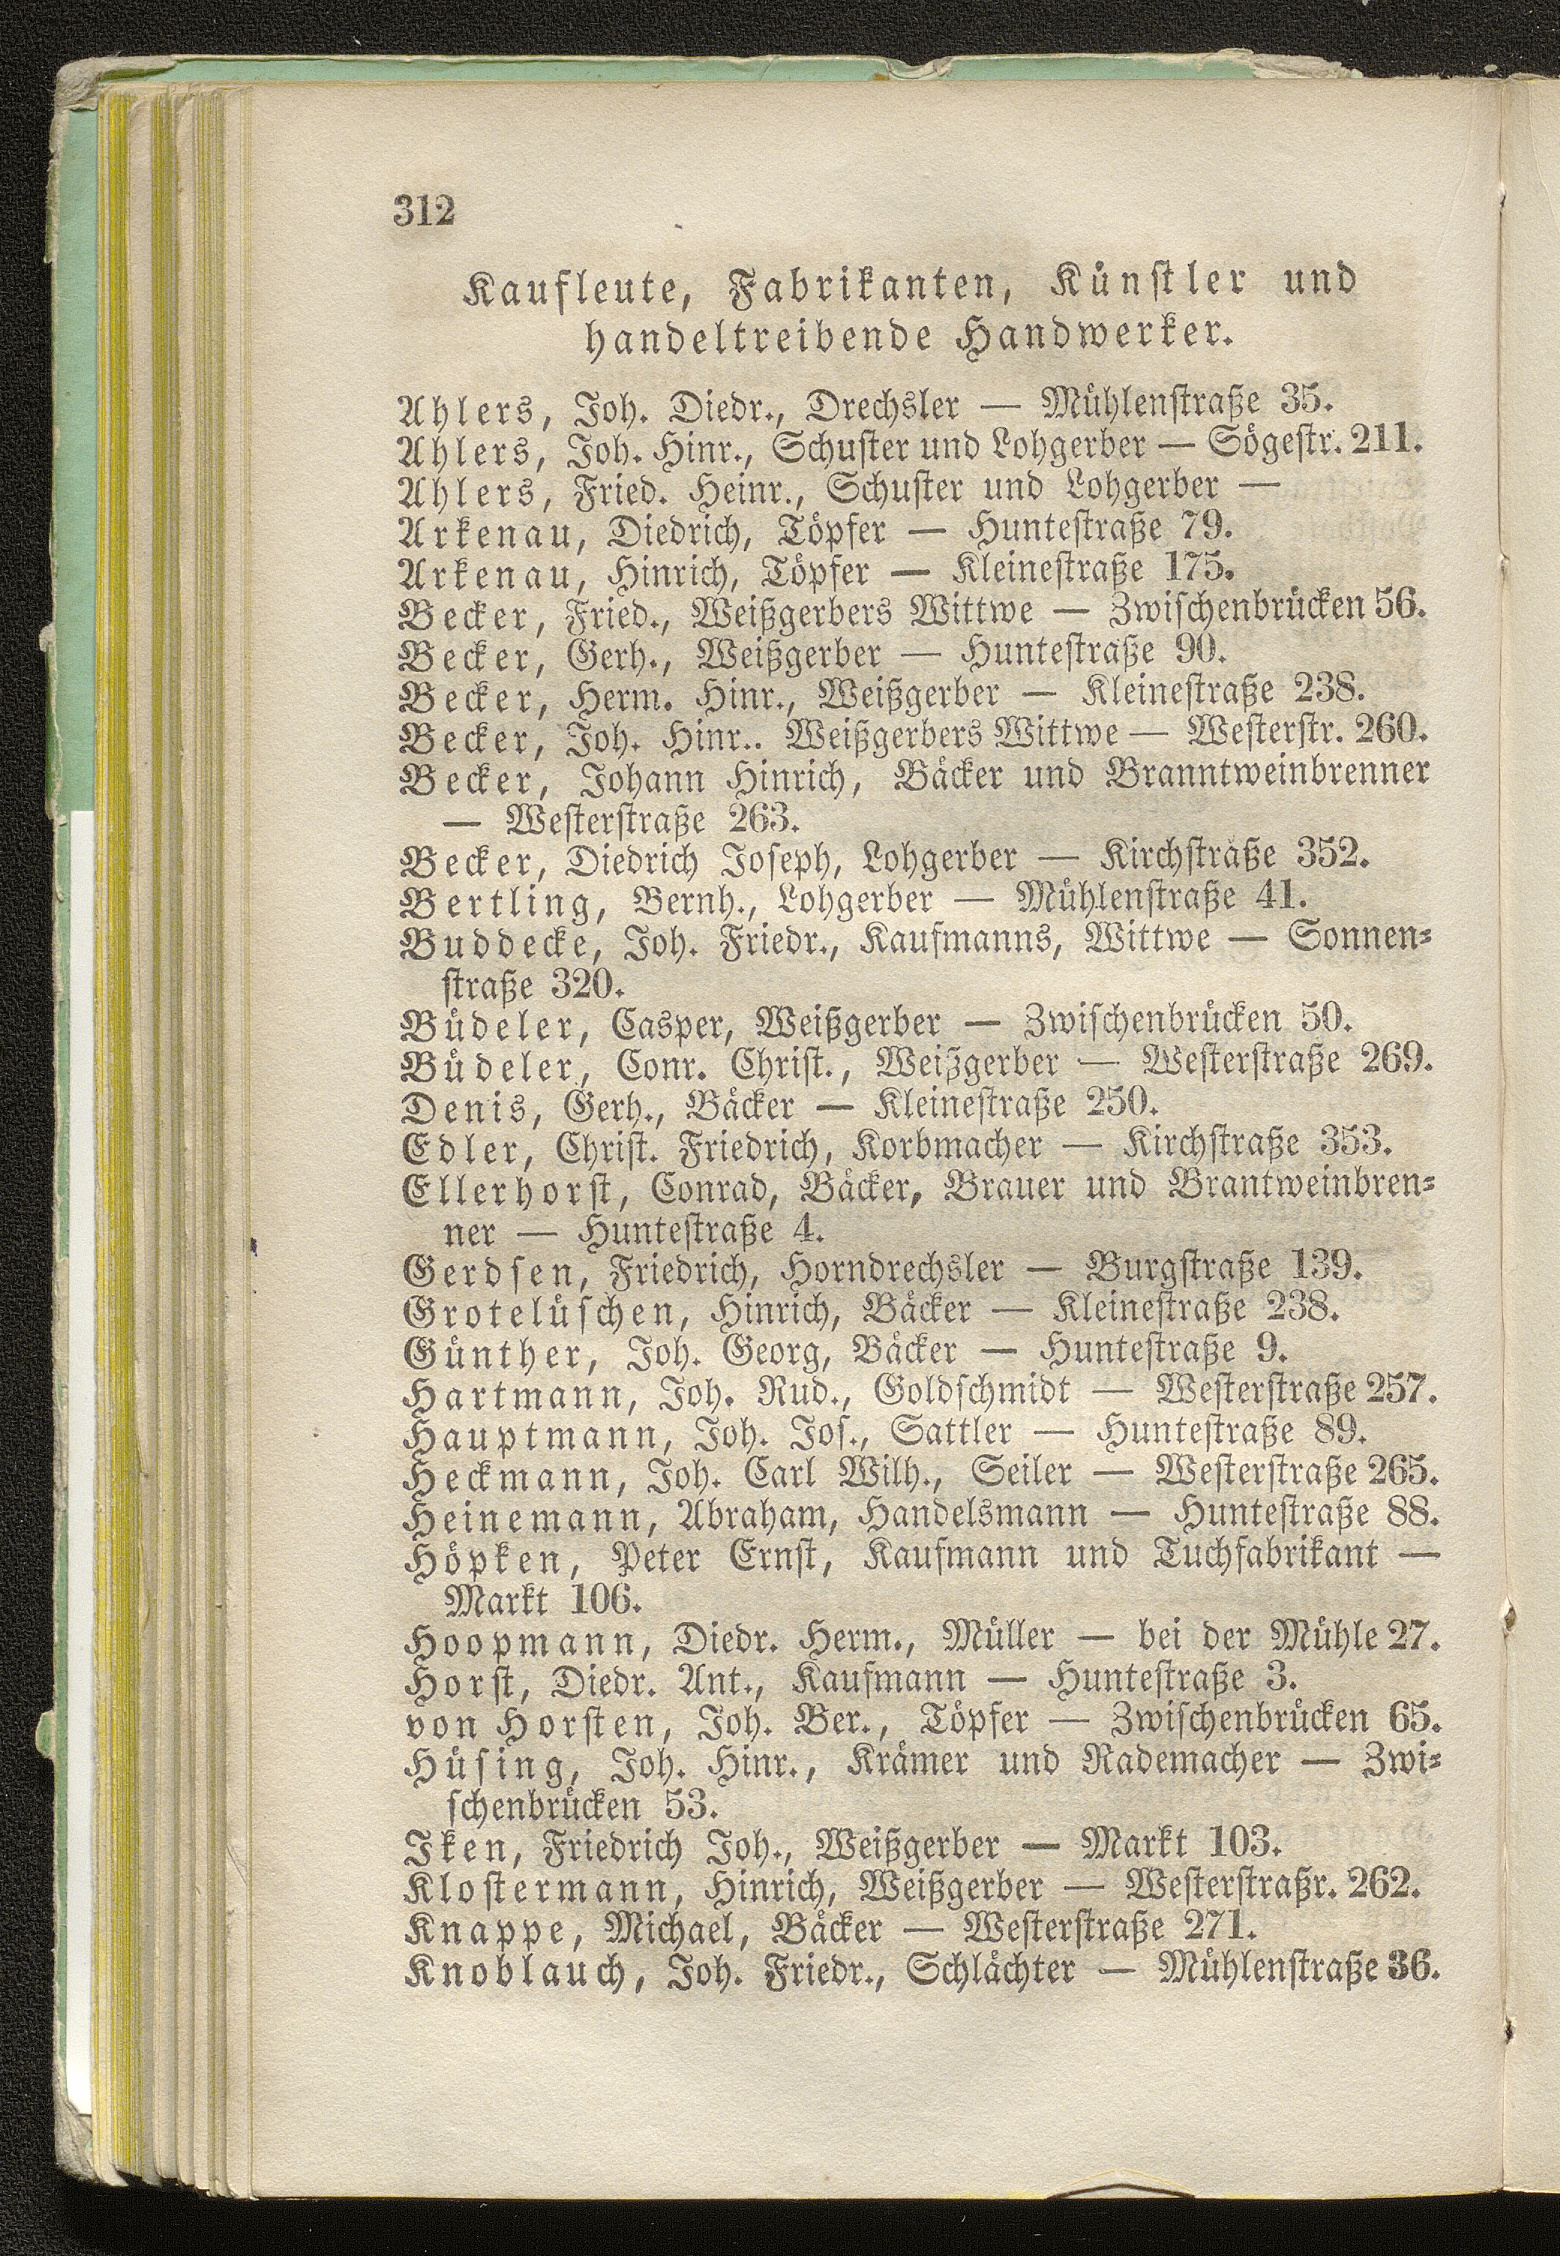 312
Kaufleute, Fabrikanten, Künstler und
handeltreibende Handwerker.
Ahlers, Joh. Diedr., Drechsler — Mühlenstraße 35.
Ahlers, Joh. Hinr., Schuster und Lohgerber — Sögestr. 211.
Ahlers, Fried. Heinr., Schuster und Lohgerber —
Arkenau, Diedrich, Töpfer — Huntestraße 79.
Arkenau, Hinrich, Töpfer — Kleinestraße 175.
Becker, Fried., Weißgerbers Wittwe — Zwischenbrücken 56.
Becker, Gerh., Weißgerber — Huntestraße 90.
Becker, Herm. Hinr., Weißgerber — Kleinestraße 238.
Becker, Joh. Hinr.. Weißgerbers Wittwe — Westerstr. 260.
Becker, Johann Hinrich, Bäcker und Branntweinbrenner
— Westerstraße 263.
Becker, Diedrich Joseph, Lohgerber — Kirchstraße 352.
Bertling, Bernh., Lohgerber — Mühlenstraße 41.
Buddecke, Joh. Friedr., Kaufmanns, Wittwe — Sonnen-
straße 320.
Büdeler, Casper, Weißgerber — Zwischenbrücken 50.
Büdeler, Conr. Christ., Weißgerber — Westerstraße 269.
Denis, Gerh., Bäcker — Kleinestraße 250.
Edler, Christ. Friedrich, Korbmacher — Kirchstraße 353.
Ellerhorst, Conrad, Bäcker, Brauer und Brantweinbren-
ner — Huntestraße 4.
Gerdsen, Friedrich, Horndrechsler — Burgstraße 139.
Grotelüschen, Hinrich, Bäcker — Kleinestraße 238.
Günther, Joh. Georg, Bäcker — Huntestraße 9.
Hartmann, Joh. Rud., Goldschmidt — Westerstraße 257.
Hauptmann, Joh. Jos., Sattler — Huntestraße 89.
Heckmann, Joh. Carl Wilh., Seiler — Westerstraße 265.
Heinemann, Abraham, Handelsmann — Huntestraße 88.
Höpken, Peter Ernst, Kaufmann und Tuchfabrikant —
Markt 106.
Hoopmann, Diedr. Herm., Müller — bei der Mühle 27.
Horst, Diedr. Ant., Kaufmann — Huntestraße 3.
von Horsten, Joh. Ber., Töpfer — Zwischenbrücken 65.
Hüsing, Joh. Hinr., Krämer und Rademacher — Zwi-
schenbrücken 53.
Iken, Friedrich Joh., Weißgerber — Markt 103.
Klostermann, Hinrich, Weißgerber — Westerstraßr. 262.
Knappe, Michael, Bäcker — Westerstraße 271.
Knoblauch, Joh. Friedr., Schlächter — Mühlenstraße 36.